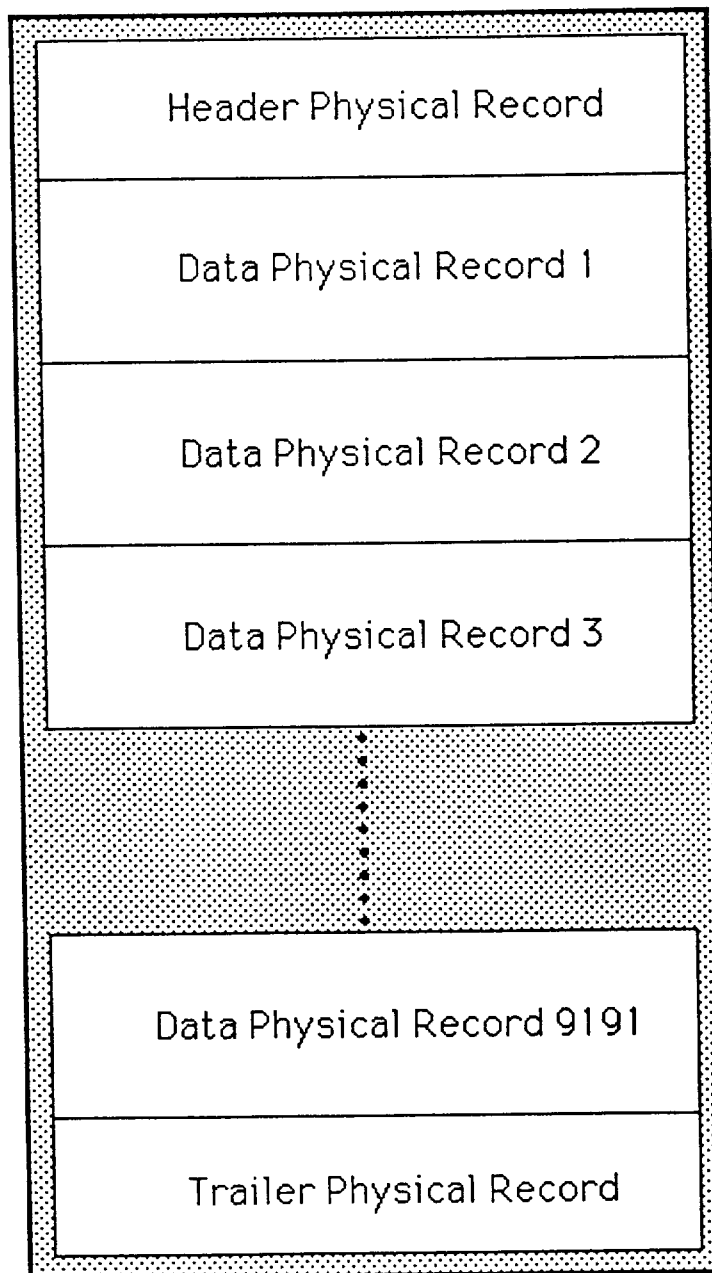 Header Physical Record
Data Physical Record 1
Data Physical Record 2
Data Physical Record 3
Data Physical Record 9191
Trailer Physical Record